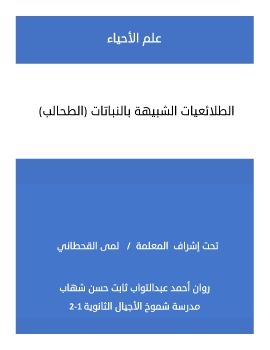 علم الأحياء
الطلائعيات الشبيهة بالنباتات (الطحالب)
تحت إشراف المعلمة / لمى القحطاني
روان أحمد عبدالتواب ثابت حسن شهاب
مدرسة شموخ الأجيال الثانوية 1-2